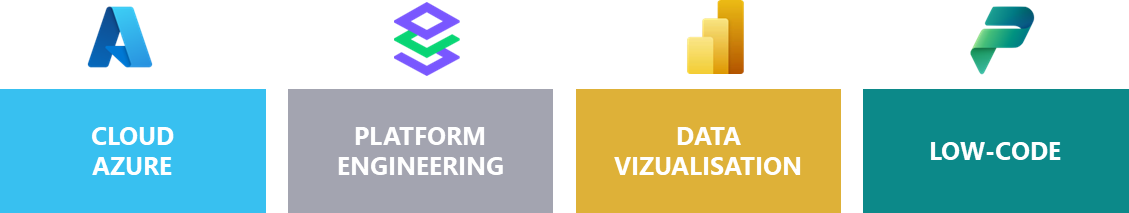 CLOUD
AZURE
PLATFORM
ENGINEERING
DATA
VIZUALISATION
LOW-CODE